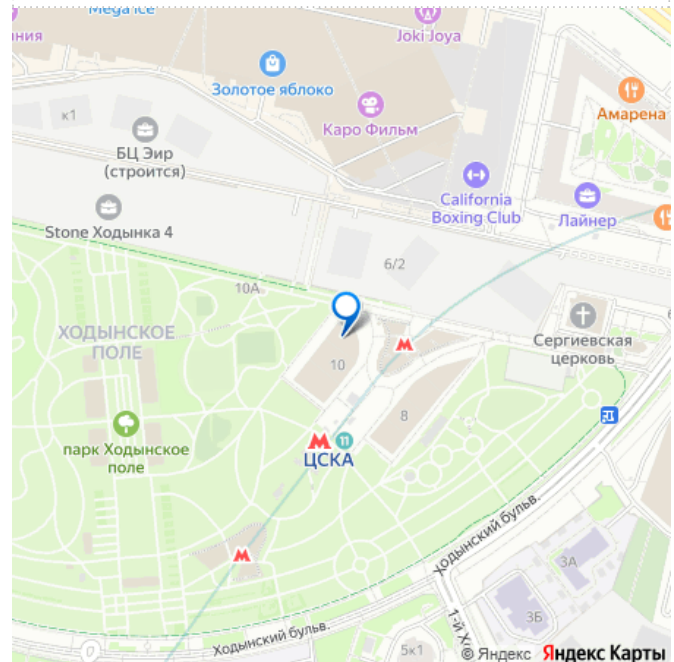 Mega Ice
Joki Joya
ания
Золотое яблоко
Амарена
Каро Фильм
к1
БЦ Эир
(строится)
California
Boxing Club
Лайнер
Stone Ходынка 4
6/2
10А
ХОДЫНСКОЕ
ПОЛЕ
Сергиевская
церковь
10
8
11
ЦСКА
парк Ходынское
поле
Ходынский бульв.
3А
3Б
1-й Х
Ходынский бульв.
5к1
© Яндекс Яндекс Карты